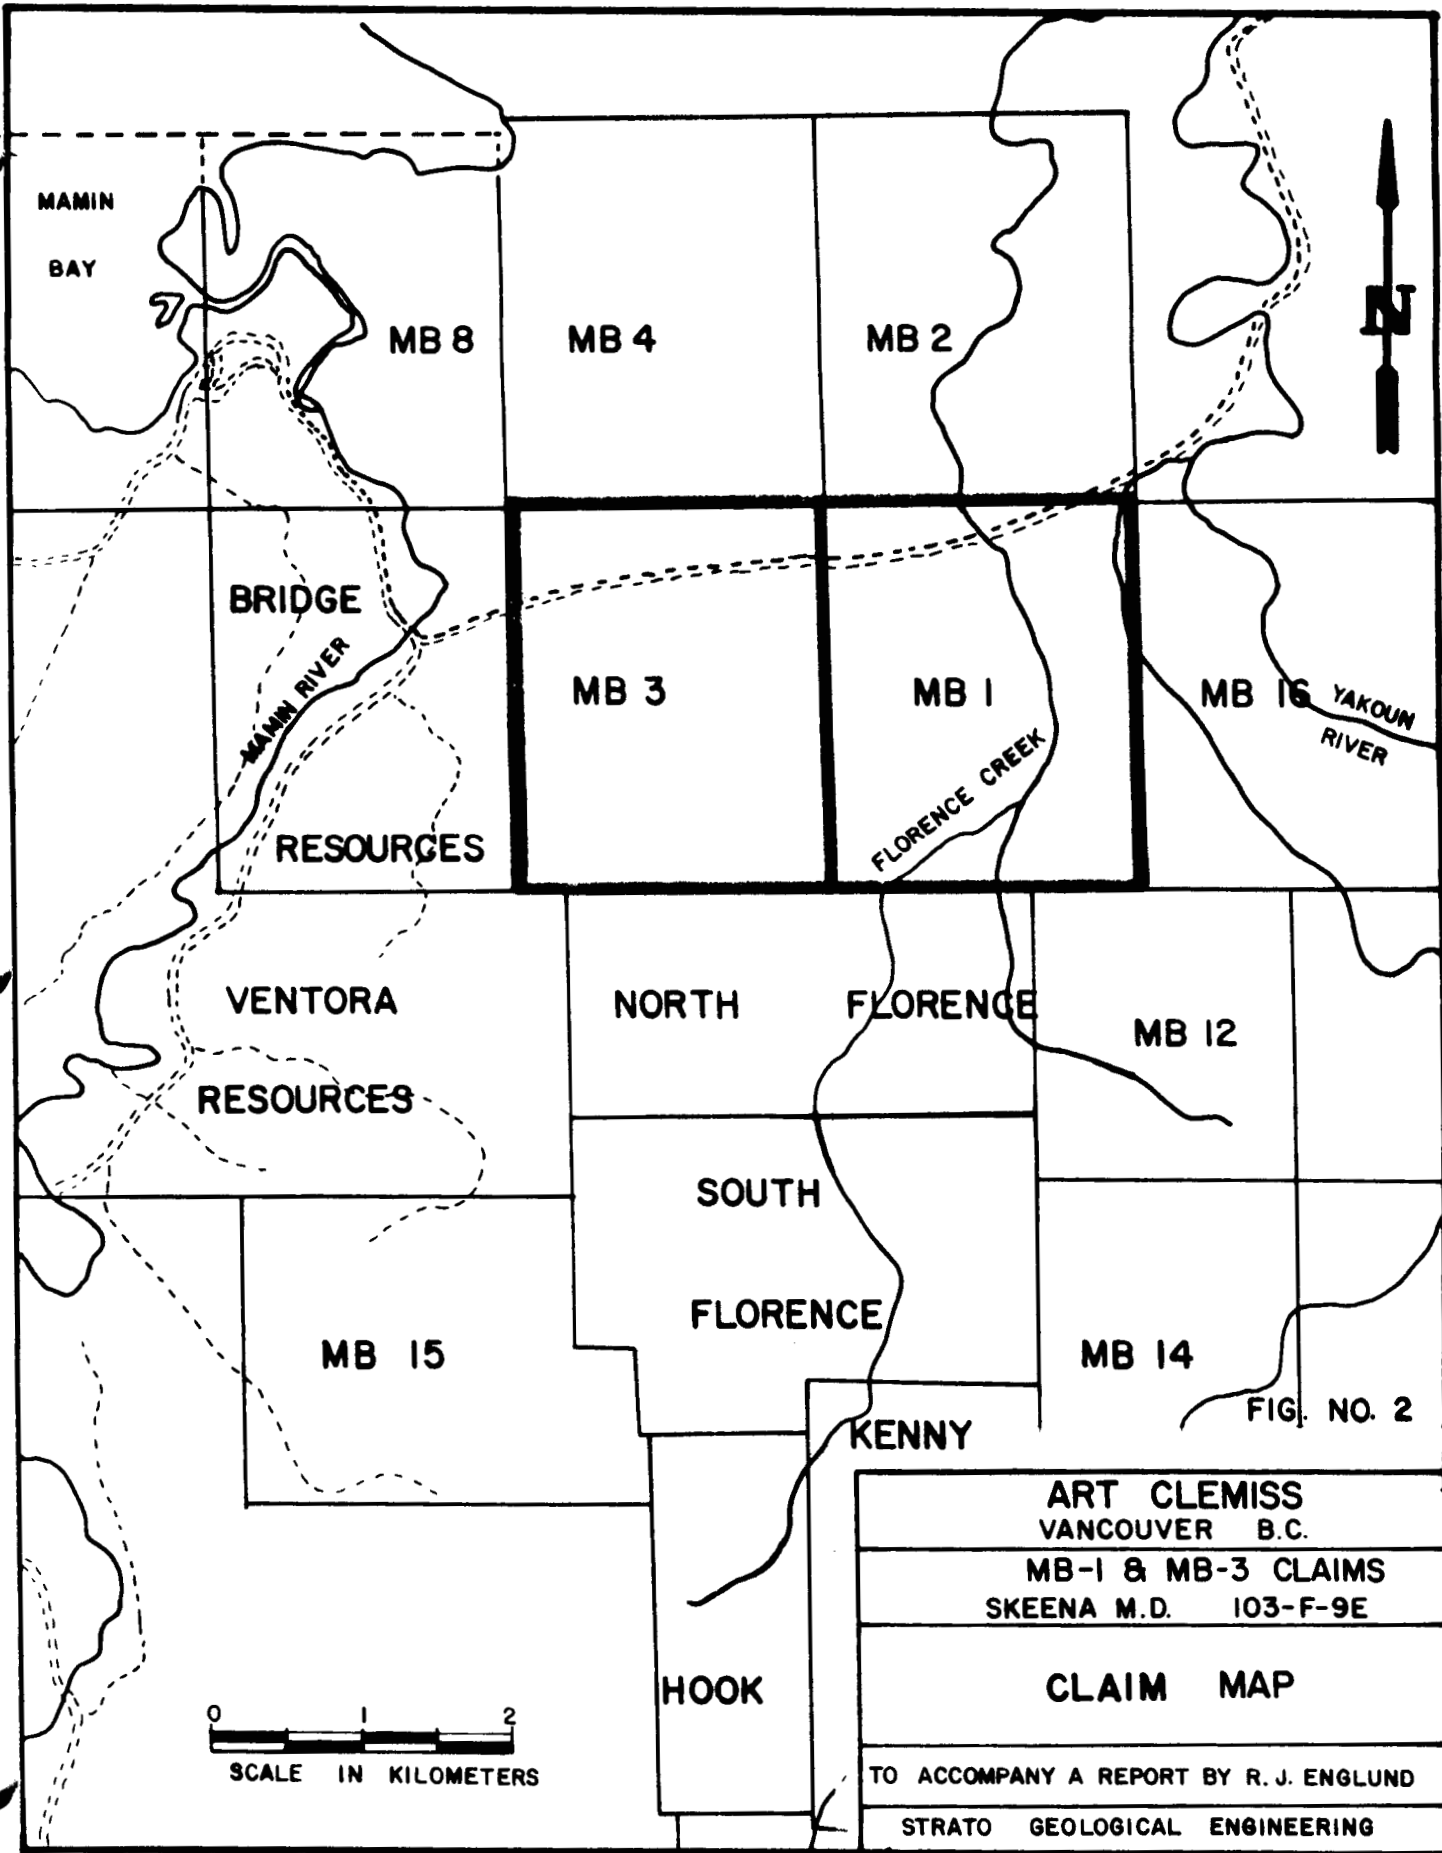 MAMIN
BAY
N
MB 8
MB 4
MB 2
BRIDGE
MAMIN RIVER
RESOURCES
MB 3
MB 1
FLORENCE CREEK
MB 16
YAKOUN
RIVER
VENTORA
RESOURCES
NORTH FLORENCE
MB 12
SOUTH
FLORENCE
MB 15
MB 14
KENNY
HOOK
FIG. NO. 2
ART CLEMISS
VANCOUVER B.C.
MB-1 & MB-3 CLAIMS
SKEENA M.D. 103-F-9E
CLAIM MAP
TO ACCOMPANY A REPORT BY R. J. ENGLUND
STRATO GEOLOGICAL ENGINEERING
0 1 2
SCALE IN KILOMETERS